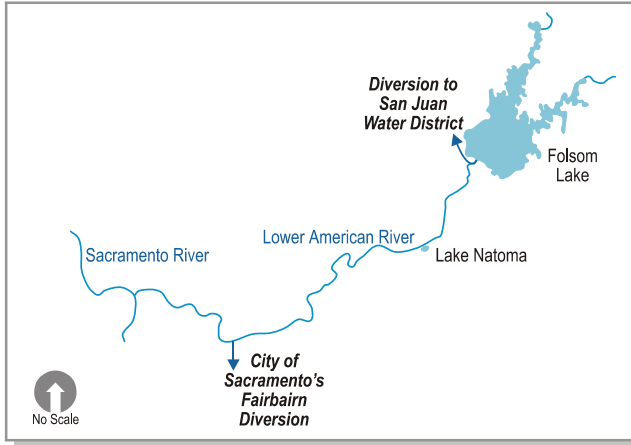 Diversion to
San Juan
Water District
Folsom
Lake
Lower American River
Sacramento River
Lake Natoma
City of
Sacramento's
Fairbairn
Diversion
No Scale